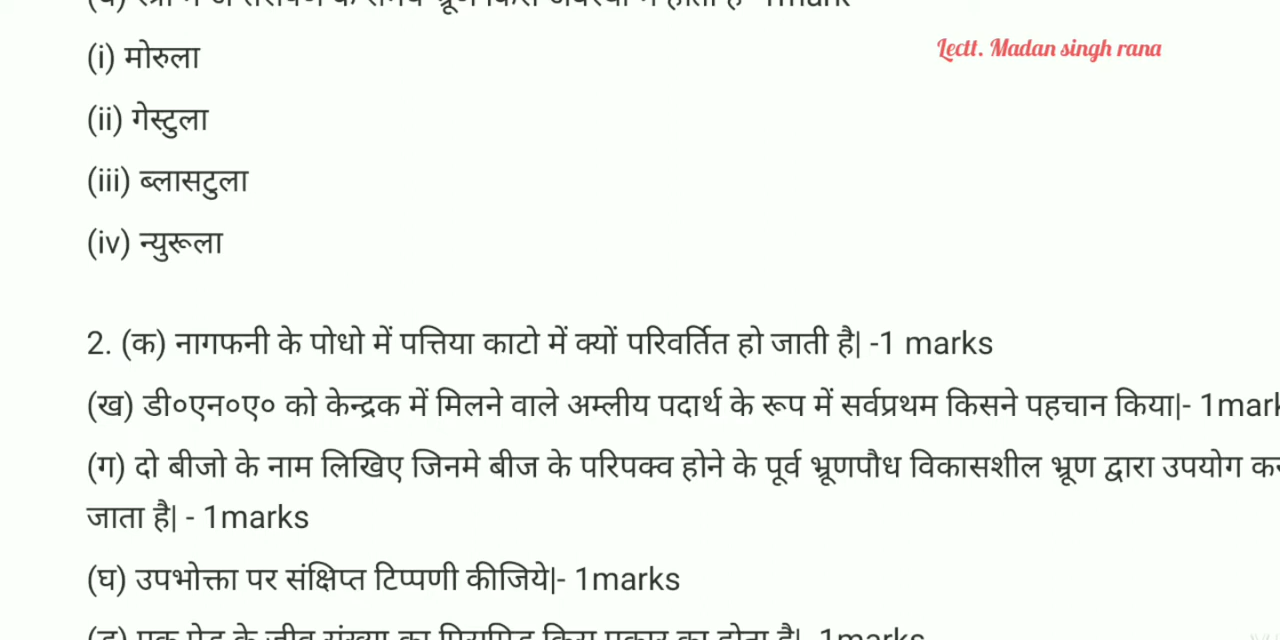 (i) मोरुला
Lectt. Madan singh rana
(ii) गेस्टुला
(iii) ब्लासटुला
(iv) न्युरूला
2. (क) नागफनी के पोधो में पत्तिया काटो में क्यों परिवर्तित हो जाती है| -1 marks
(ख) डी०एन०ए० को केन्द्रक में मिलने वाले अम्लीय पदार्थ के रूप में सर्वप्रथम किसने पहचान किया|- 1mark
(ग) दो बीजो के नाम लिखिए जिनमे बीज के परिपक्व होने के पूर्व भ्रूणपौध विकासशील भ्रूण द्वारा उपयोग
जाता है| - 1marks
(घ) उपभोक्ता पर संक्षिप्त टिप्पणी कीजिये|- 1marks